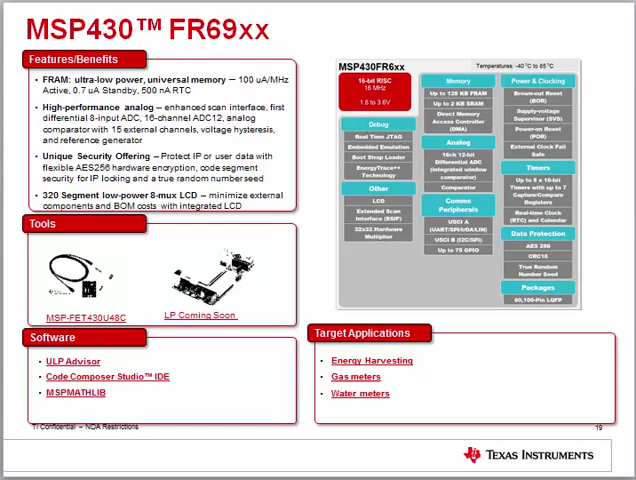 MSP430™ FR69xx
Features/Benefits
• FRAM: ultra-low power, universal memory – 100 uA/MHz
Active, 0.7 uA Standby, 500 nA RTC
• High-performance analog – enhanced scan interface, first
differential 8-input ADC, 16-channel ADC12, analog
comparator with 15 external channels, voltage hysteresis,
and reference generator
• Unique Security Offering – Protect IP or user data with
flexible AES256 hardware encryption, code segment
security for IP locking and a true random number seed
• 320 Segment low-power 8-mux LCD – minimize external
components and BOM costs with integrated LCD
MSP430FR6xx
Temperatures: -40°C to 85°C
16-bit RISC
16 MHz
1.8 to 3.6V
Debug
Real Time JTAG
Embedded Emulation
Boot Strap Loader
EnergyTrace++
Technology
Other
LCD
Extended Scan
Interface (ESIF)
32x32 Hardware
Multiplier
Memory
Up to 128 KB FRAM
Up to 2 KB SRAM
Direct Memory
Access Controller
(DMA)
Analog
16ch 12-bit
Differential ADC
(Integrated window
comparator)
Comparator
Comms
Peripherals
USCI A
(UART/SPI/IrDA/LIN)
USCI B (I2C/SPI)
Up to 75 GPIO
Power & Clocking
Brown-out Reset
(BOR)
Supply-voltage
Supervisor (SVS)
Power-on Reset
(POR)
External Clock Fail
Safe
Timers
Up to 5 x 16-bit
Timers with up to 7
Capture/Compare
Registers
Real-time Clock
(RTC) and Calendar
Data Protection
AES 256
CRC16
True Random
Number Seed
Packages
80,100-Pin LQFP
Tools
MSP-FET430U48C
LP Coming Soon
Software
• ULP Advisor
• Code Composer Studio™ IDE
• MSPMATHLIB
Target Applications
• Energy Harvesting
• Gas meters
• Water meters
TI Confidential – NDA Restrictions
19
TEXAS INSTRUMENTS